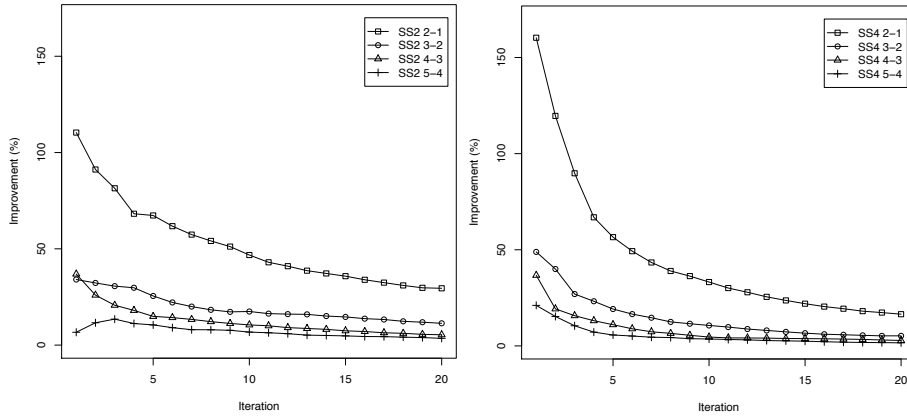 SS2 2−1
SS2 3−2
SS2 4−3
SS2 5−4
150
100
50
0
Improvement (%)
5
10
15
20
Iteration
SS4 2−1
SS4 3−2
SS4 4−3
SS4 5−4
150
100
50
0
Improvement (%)
5
10
15
20
Iteration